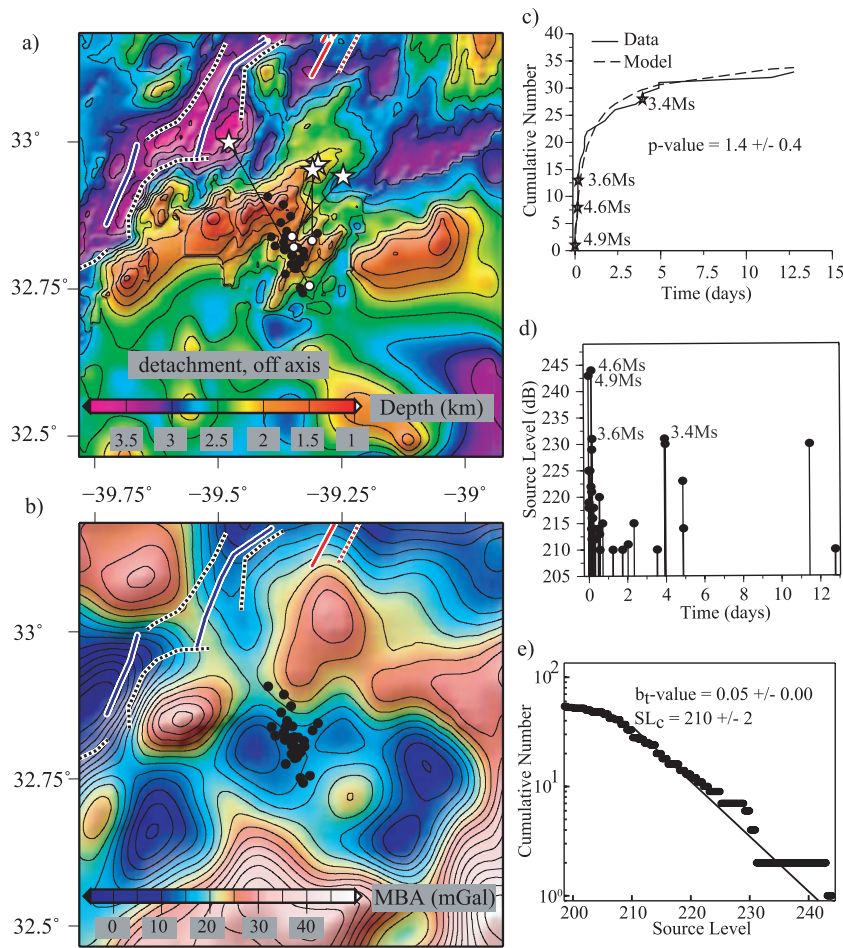 a)
33°
32.75°
32.5°
detachment, off axis
Depth (km)
3.5 3 2.5 2 1.5 1
−39.75° −39.5° −39.25° −39°
b)
33°
32.75°
32.5°
MBA (mGal)
0 10 20 30 40
c)
Cumulative Number
40
35
30
25
20
15
10
5
0
Data
Model
3.4Ms
p-value = 1.4 +/- 0.4
3.6Ms
4.6Ms
4.9Ms
0 2.5 5 7.5 10 12.5 15
Time (days)
d)
Source Level (dB)
245
240
235
230
225
220
215
210
205
4.6Ms
4.9Ms
3.6Ms
3.4Ms
0 2 4 6 8 10 12
Time (days)
e)
Cumulative Number
10²
10¹
10⁰
bt-value = 0.05 +/- 0.00
SLc = 210 +/- 2
200 210 220 230 240
Source Level